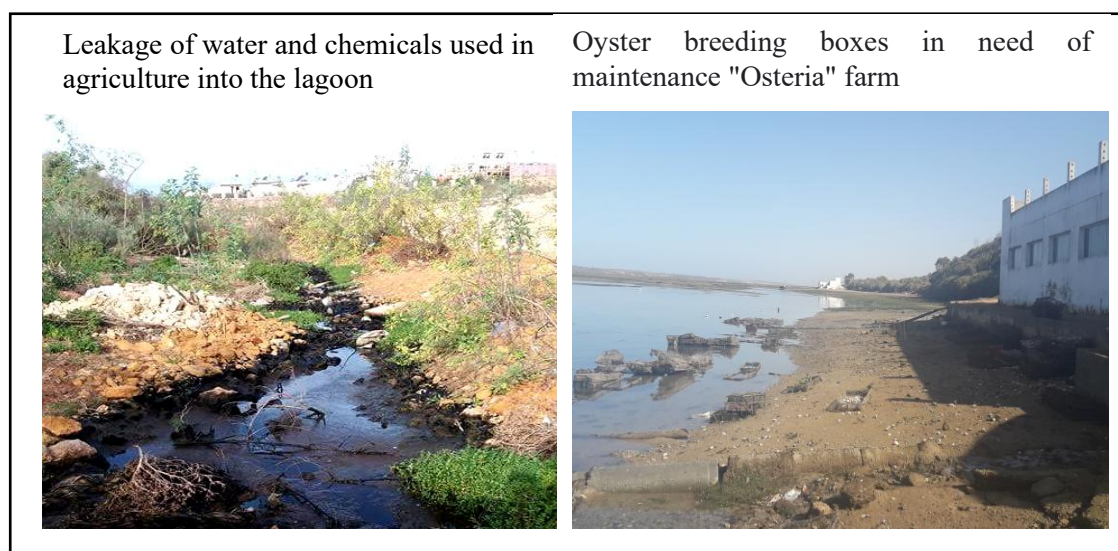 Leakage of water and chemicals used in
agriculture into the lagoon
Oyster breeding boxes in need of
maintenance "Osteria" farm